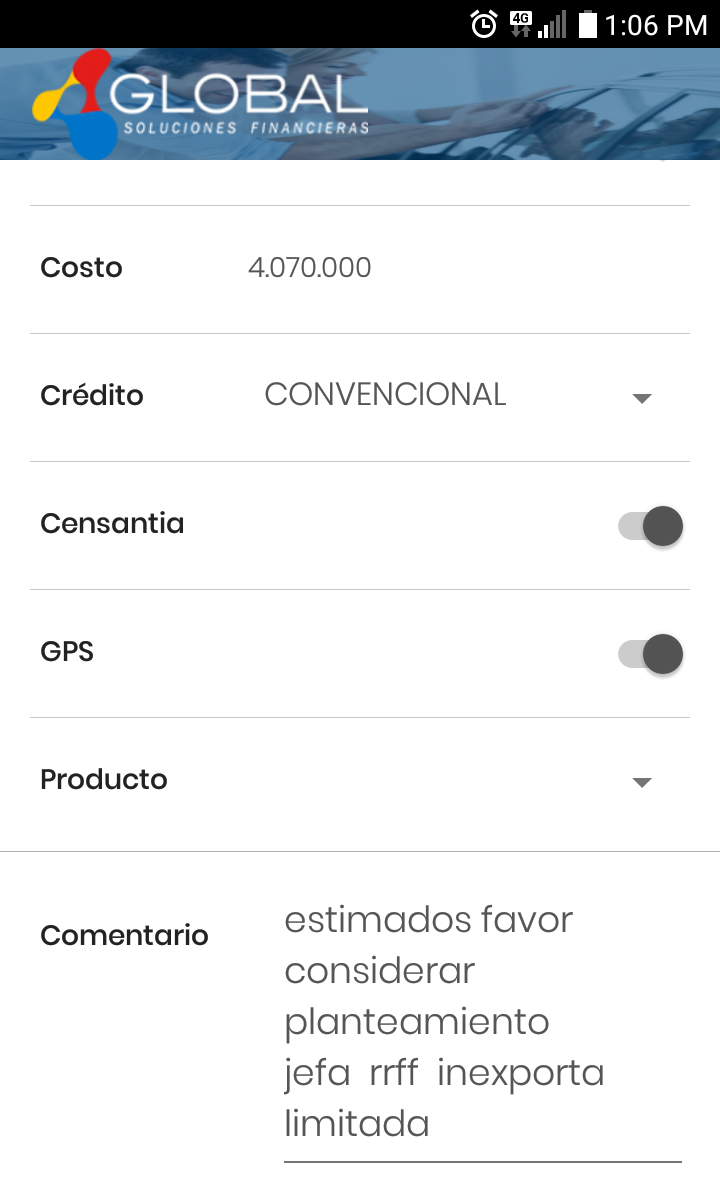 4G 1:06 PM
GLOBAL
SOLUCIONES FINANCIERAS
Costo 4.070.000
Crédito CONVENCIONAL
Censantia
GPS
Producto
Comentario estimados favor
considerar
planteamiento
jefa rrff inexporta
limitada